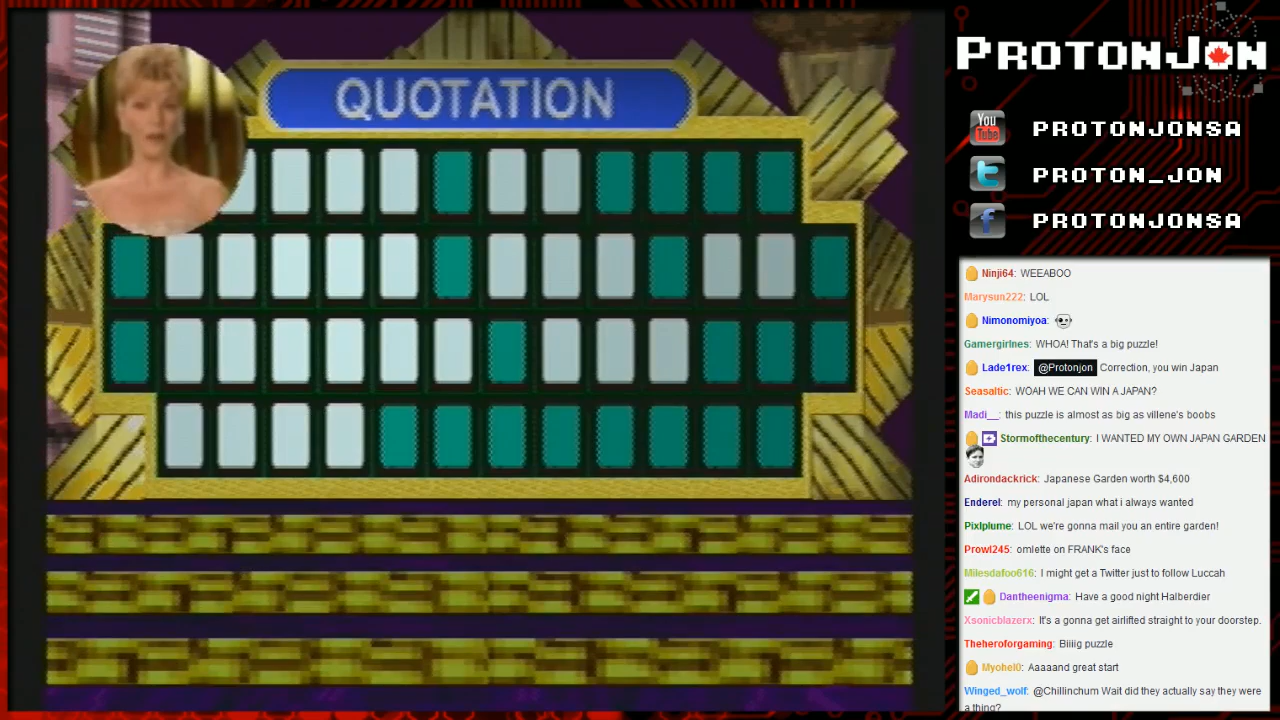 QUOTATION
PROTONJON
You Tube PROTONJONSA
PROTON_JON
f PROTONJONSA
Ninji64: WEEABOO
Marysun222: LOL
Nimonomiyoa:
Gamergirlnes: WHOA! That's a big puzzle!
Lade1rex: @Protonjon Correction, you win Japan
Seasaltic: WOAH WE CAN WIN A JAPAN?
Madi__: this puzzle is almost as big as villene's boobs
Stormofthecentury: I WANTED MY OWN JAPAN GARDEN
Adirondackrick: Japanese Garden worth $4,600
Enderel: my personal japan what i always wanted
Pixlplume: LOL we're gonna mail you an entire garden!
Prowl245: omlette on FRANK's face
Milesdafoo616: I might get a Twitter just to follow Luccah
Dantheenigma: Have a good night Halberdier
Xsonicblazerx: It's a gonna get airlifted straight to your doorstep.
Theheroforgaming: Biiiig puzzle
Myohel0: Aaaaand great start
Winged_wolf: @Chillinchum Wait did they actually say they were
a thing?